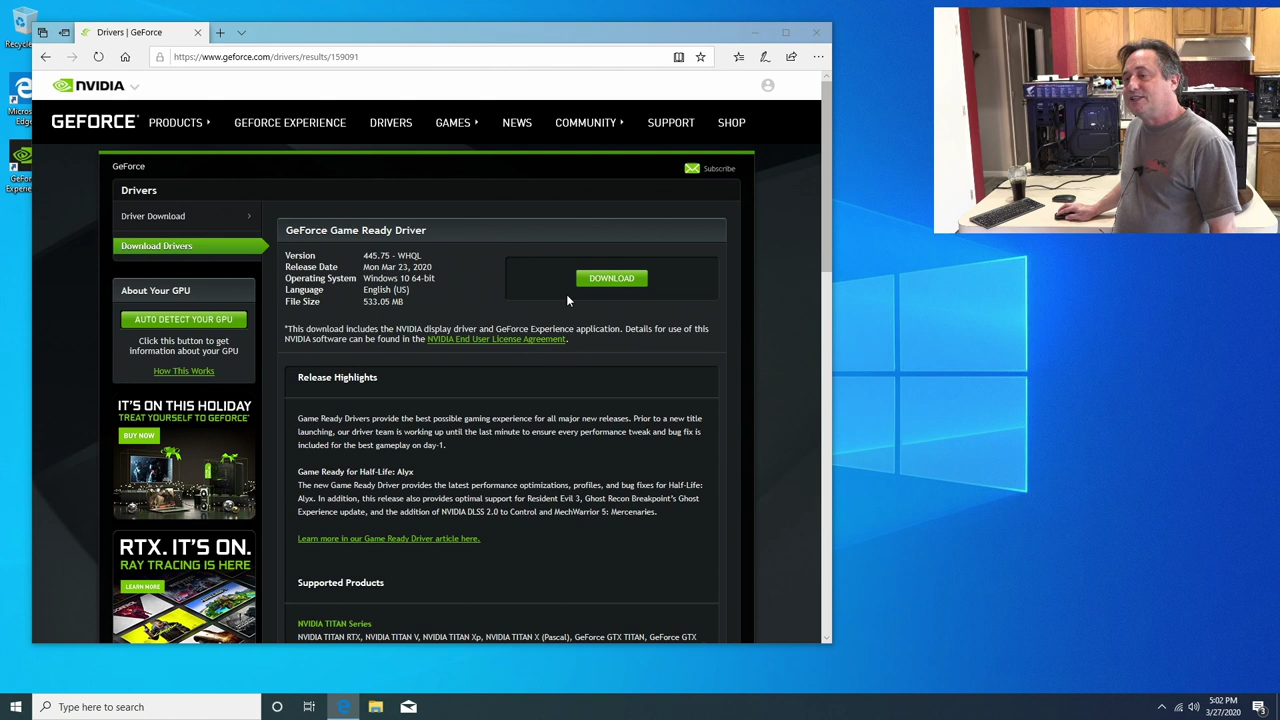 Recycle
Micros
Edge
GeF
Experien
Drivers | GeForce
https://www.geforce.com/drivers/results/159091
NVIDIA
GEFORCE PRODUCTS GEFORCE EXPERIENCE DRIVERS GAMES NEWS COMMUNITY SUPPORT SHOP
GeForce
Subscribe
Drivers
Driver Download
Download Drivers
About Your GPU
AUTO DETECT YOUR GPU
Click this button to get
information about your GPU
How This Works
IT'S ON THIS HOLIDAY
TREAT YOURSELF TO GEFORCE
BUY NOW
RTX. IT'S ON.
RAY TRACING IS HERE
LEARN MORE
GeForce Game Ready Driver
Version 445.75 - WHQL
Release Date Mon Mar 23, 2020
Operating System Windows 10 64-bit
Language English (US)
File Size 533.05 MB
DOWNLOAD
*This download includes the NVIDIA display driver and GeForce Experience application. Details for use of this
NVIDIA software can be found in the NVIDIA End User License Agreement.
Release Highlights
Game Ready Drivers provide the best possible gaming experience for all major new releases. Prior to a new title
launching, our driver team is working up until the last minute to ensure every performance tweak and bug fix is
included for the best gameplay on day-1.
Game Ready for Half-Life: Alyx
The new Game Ready Driver provides the latest performance optimizations, profiles, and bug fixes for Half-Life:
Alyx. In addition, this release also provides optimal support for Resident Evil 3, Ghost Recon Breakpoint's Ghost
Experience update, and the addition of NVIDIA DLSS 2.0 to Control and MechWarrior 5: Mercenaries.
Learn more in our Game Ready Driver article here.
Supported Products
NVIDIA TITAN Series
NVIDIA TITAN RTX, NVIDIA TITAN V, NVIDIA TITAN Xp, NVIDIA TITAN X (Pascal), GeForce GTX TITAN, GeForce GTX
Type here to search
5:02 PM
3/27/2020
3